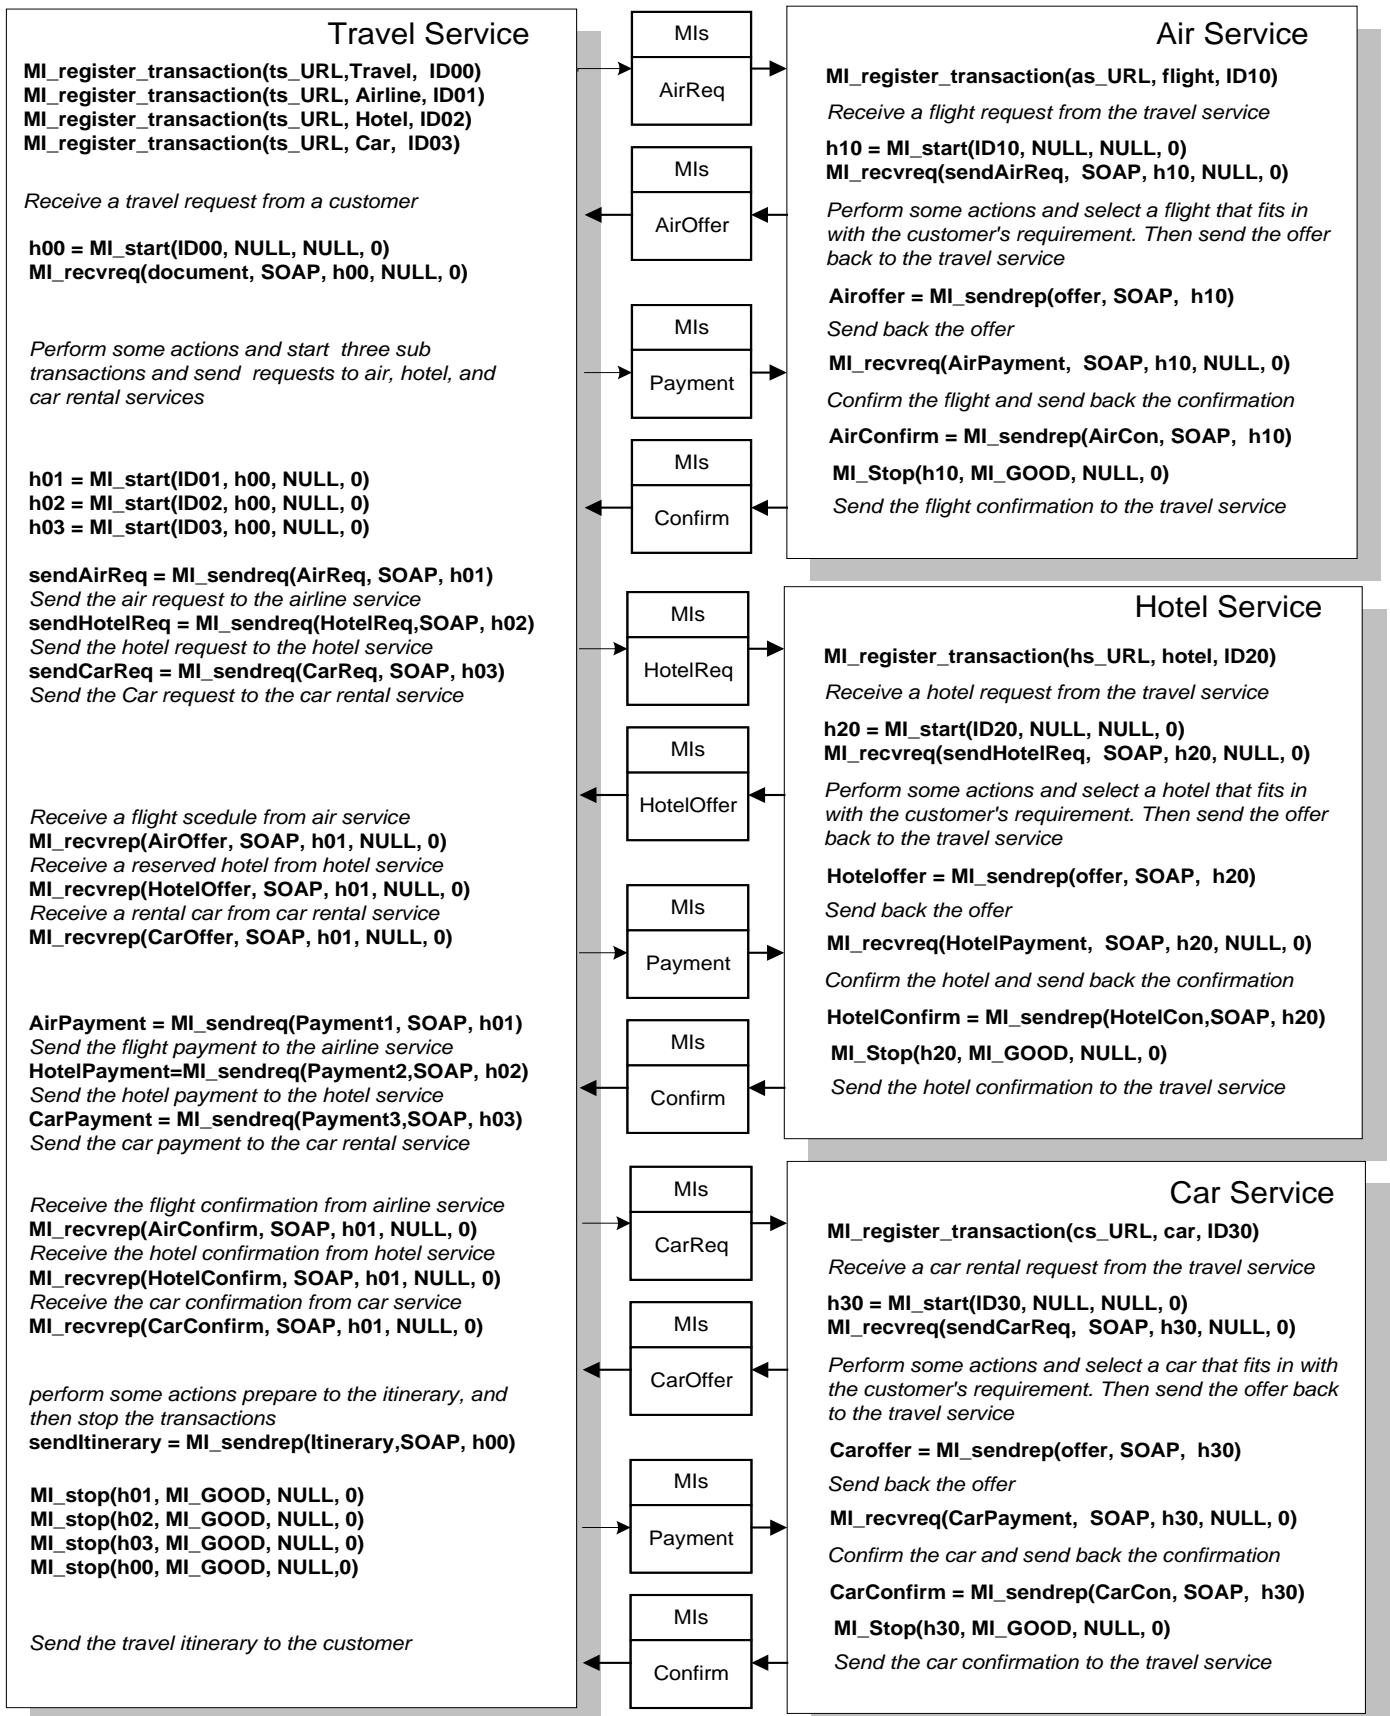 Travel Service
MI_register_transaction(ts_URL,Travel, ID00)
MI_register_transaction(ts_URL, Airline, ID01)
MI_register_transaction(ts_URL, Hotel, ID02)
MI_register_transaction(ts_URL, Car, ID03)
Receive a travel request from a customer
h00 = MI_start(ID00, NULL, NULL, 0)
MI_recvreq(document, SOAP, h00, NULL, 0)
Perform some actions and start three sub
transactions and send requests to air, hotel, and
car rental services
h01 = MI_start(ID01, h00, NULL, 0)
h02 = MI_start(ID02, h00, NULL, 0)
h03 = MI_start(ID03, h00, NULL, 0)
sendAirReq = MI_sendreq(AirReq, SOAP, h01)
Send the air request to the airline service
sendHotelReq = MI_sendreq(HotelReq,SOAP, h02)
Send the hotel request to the hotel service
sendCarReq = MI_sendreq(CarReq, SOAP, h03)
Send the Car request to the car rental service
Receive a flight scedule from air service
MI_recvrep(AirOffer, SOAP, h01, NULL, 0)
Receive a reserved hotel from hotel service
MI_recvrep(HotelOffer, SOAP, h01, NULL, 0)
Receive a rental car from car rental service
MI_recvrep(CarOffer, SOAP, h01, NULL, 0)
AirPayment = MI_sendreq(Payment1, SOAP, h01)
Send the flight payment to the airline service
HotelPayment=MI_sendreq(Payment2,SOAP, h02)
Send the hotel payment to the hotel service
CarPayment = MI_sendreq(Payment3,SOAP, h03)
Send the car payment to the car rental service
Receive the flight confirmation from airline service
MI_recvrep(AirConfirm, SOAP, h01, NULL, 0)
Receive the hotel confirmation from hotel service
MI_recvrep(HotelConfirm, SOAP, h01, NULL, 0)
Receive the car confirmation from car service
MI_recvrep(CarConfirm, SOAP, h01, NULL, 0)
perform some actions prepare to the itinerary, and
then stop the transactions
sendItinerary = MI_sendrep(Itinerary,SOAP, h00)
MI_stop(h01, MI_GOOD, NULL, 0)
MI_stop(h02, MI_GOOD, NULL, 0)
MI_stop(h03, MI_GOOD, NULL, 0)
MI_stop(h00, MI_GOOD, NULL,0)
Send the travel itinerary to the customer
MIs
AirReq
MIs
AirOffer
MIs
Payment
MIs
Confirm
MIs
HotelReq
MIs
HotelOffer
MIs
Payment
MIs
Confirm
MIs
CarReq
MIs
CarOffer
MIs
Payment
MIs
Confirm
Air Service
MI_register_transaction(as_URL, flight, ID10)
Receive a flight request from the travel service
h10 = MI_start(ID10, NULL, NULL, 0)
MI_recvreq(sendAirReq, SOAP, h10, NULL, 0)
Perform some actions and select a flight that fits in
with the customer's requirement. Then send the offer
back to the travel service
Airoffer = MI_sendrep(offer, SOAP, h10)
Send back the offer
MI_recvreq(AirPayment, SOAP, h10, NULL, 0)
Confirm the flight and send back the confirmation
AirConfirm = MI_sendrep(AirCon, SOAP, h10)
MI_Stop(h10, MI_GOOD, NULL, 0)
Send the flight confirmation to the travel service
Hotel Service
MI_register_transaction(hs_URL, hotel, ID20)
Receive a hotel request from the travel service
h20 = MI_start(ID20, NULL, NULL, 0)
MI_recvreq(sendHotelReq, SOAP, h20, NULL, 0)
Perform some actions and select a hotel that fits in
with the customer's requirement. Then send the offer
back to the travel service
Hoteloffer = MI_sendrep(offer, SOAP, h20)
Send back the offer
MI_recvreq(HotelPayment, SOAP, h20, NULL, 0)
Confirm the hotel and send back the confirmation
HotelConfirm = MI_sendrep(HotelCon,SOAP, h20)
MI_Stop(h20, MI_GOOD, NULL, 0)
Send the hotel confirmation to the travel service
Car Service
MI_register_transaction(cs_URL, car, ID30)
Receive a car rental request from the travel service
h30 = MI_start(ID30, NULL, NULL, 0)
MI_recvreq(sendCarReq, SOAP, h30, NULL, 0)
Perform some actions and select a car that fits in with
the customer's requirement. Then send the offer back
to the travel service
Caroffer = MI_sendrep(offer, SOAP, h30)
Send back the offer
MI_recvreq(CarPayment, SOAP, h30, NULL, 0)
Confirm the car and send back the confirmation
CarConfirm = MI_sendrep(CarCon, SOAP, h30)
MI_Stop(h30, MI_GOOD, NULL, 0)
Send the car confirmation to the travel service